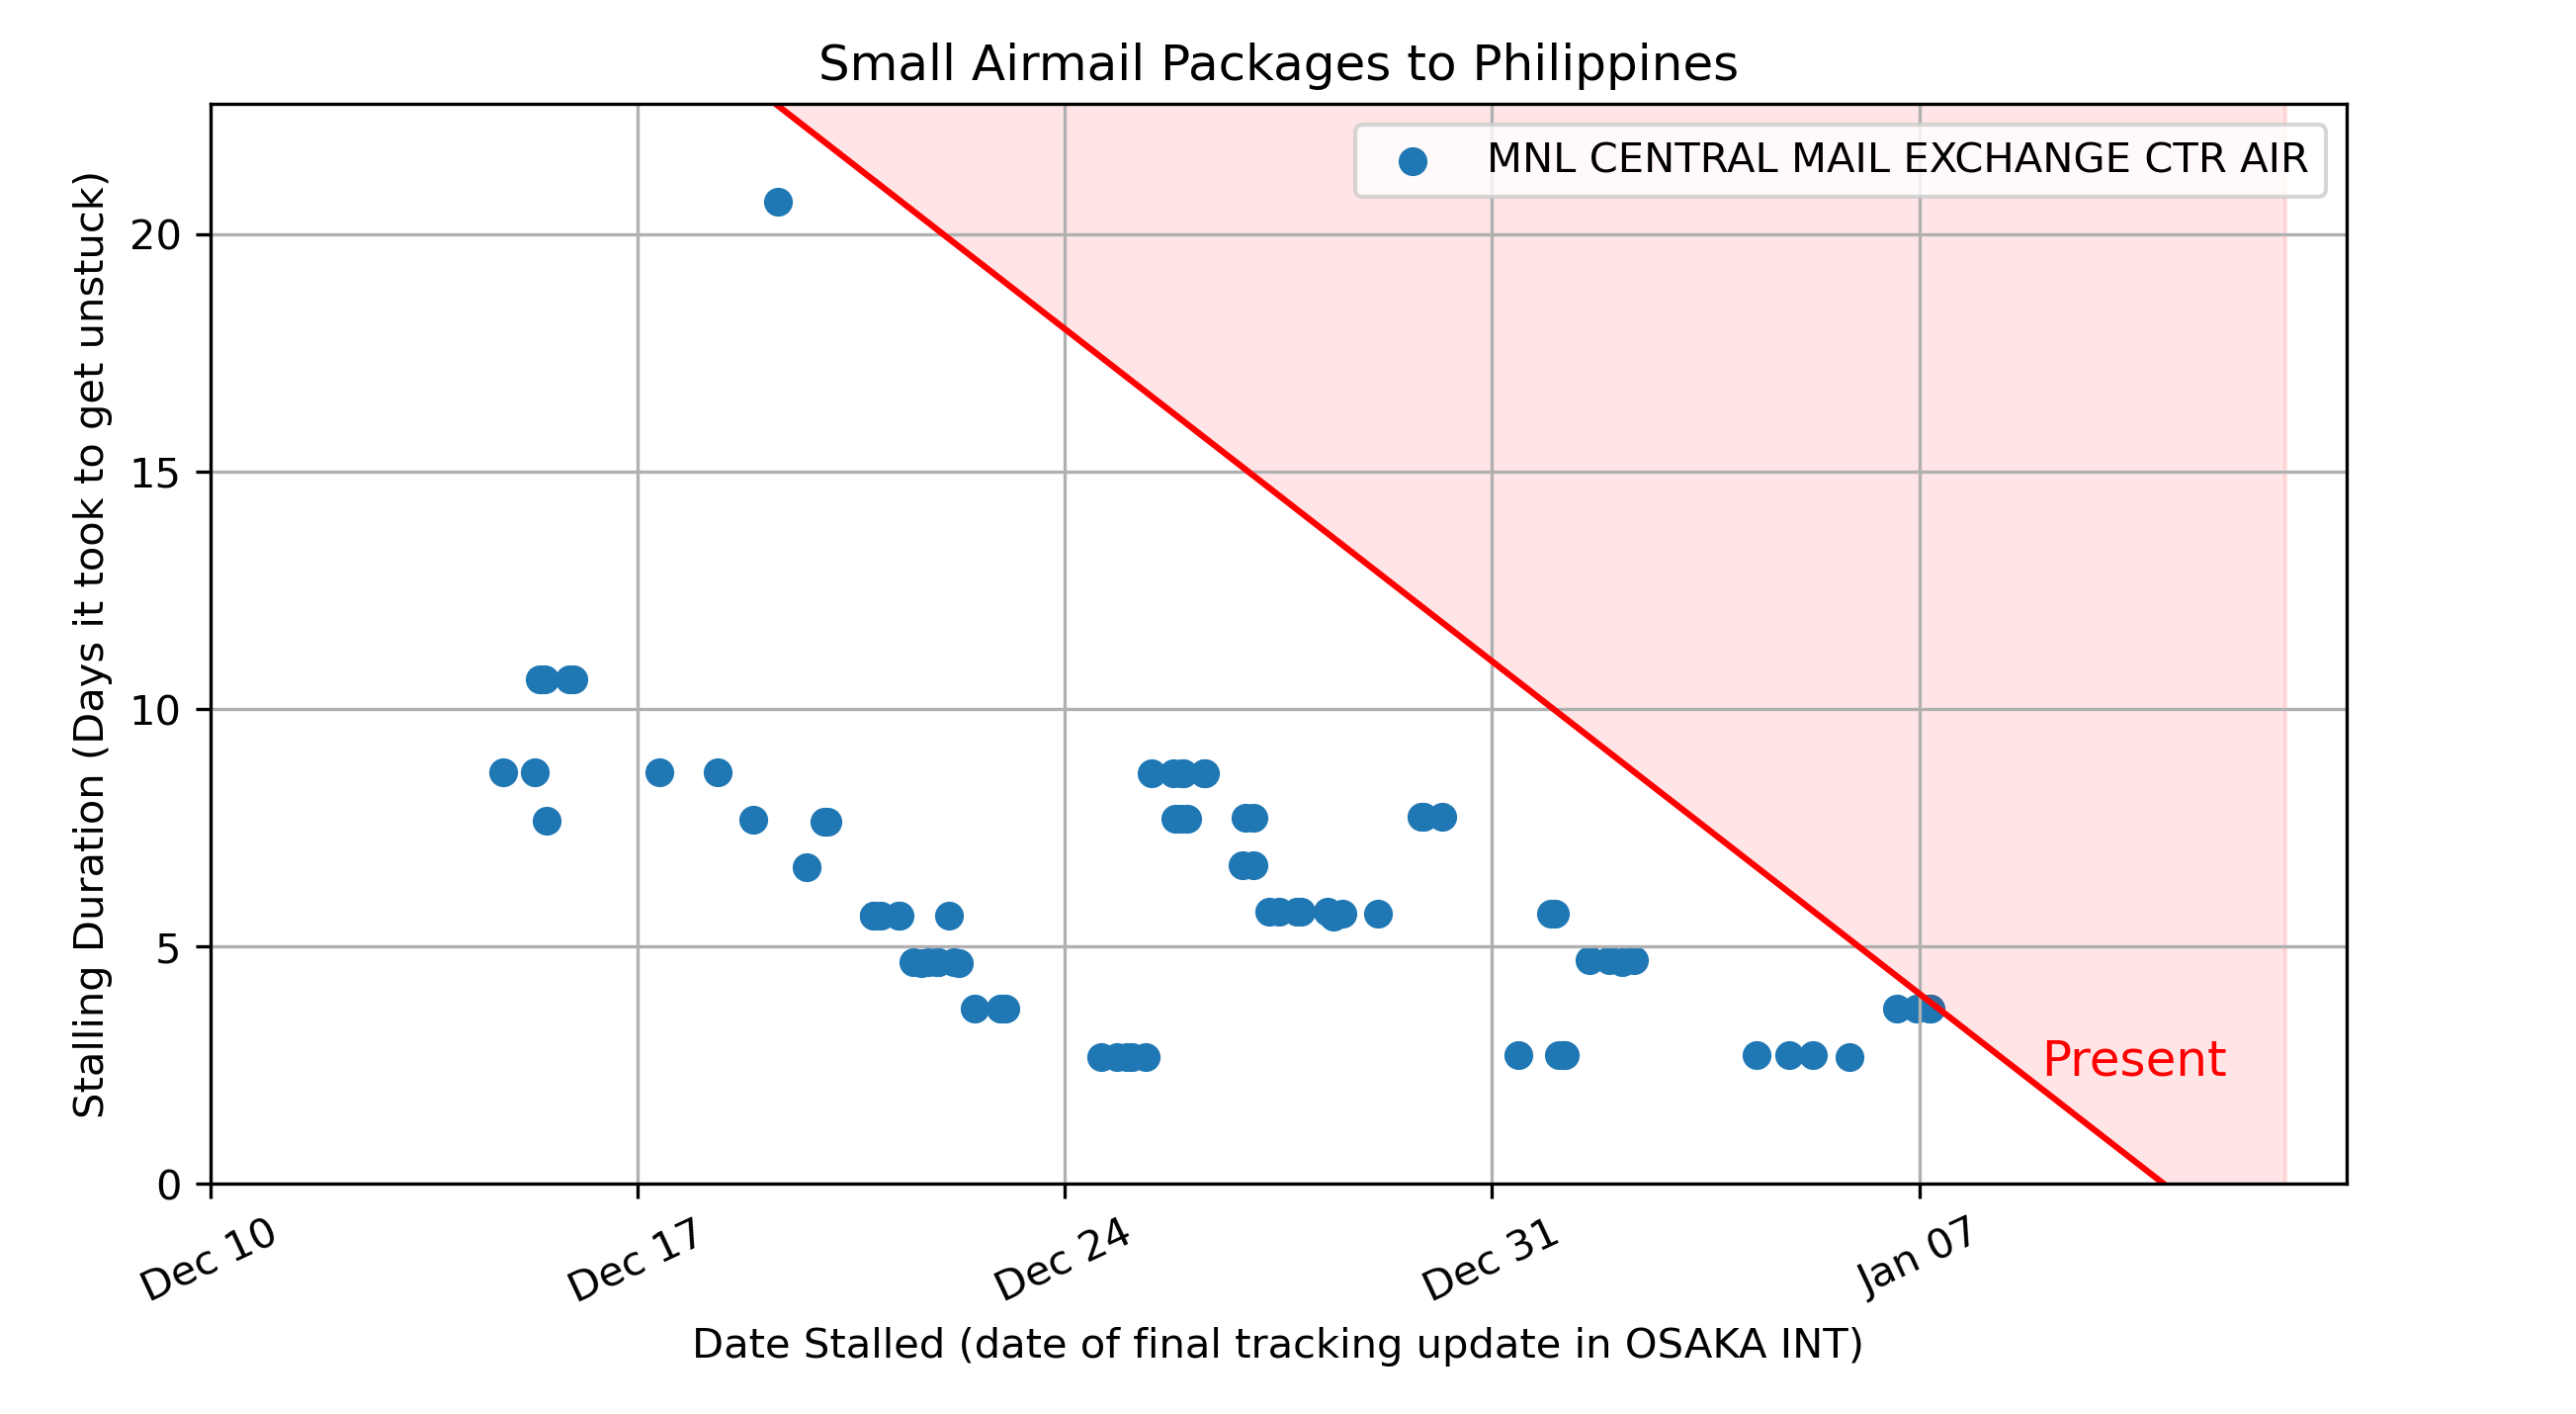 Small Airmail Packages to Philippines
MNL CENTRAL MAIL EXCHANGE CTR AIR
Stalling Duration (Days it took to get unstuck)
20
15
10
5
0
Present
Dec 10
Dec 17
Dec 24
Dec 31
Jan 07
Date Stalled (date of final tracking update in OSAKA INT)